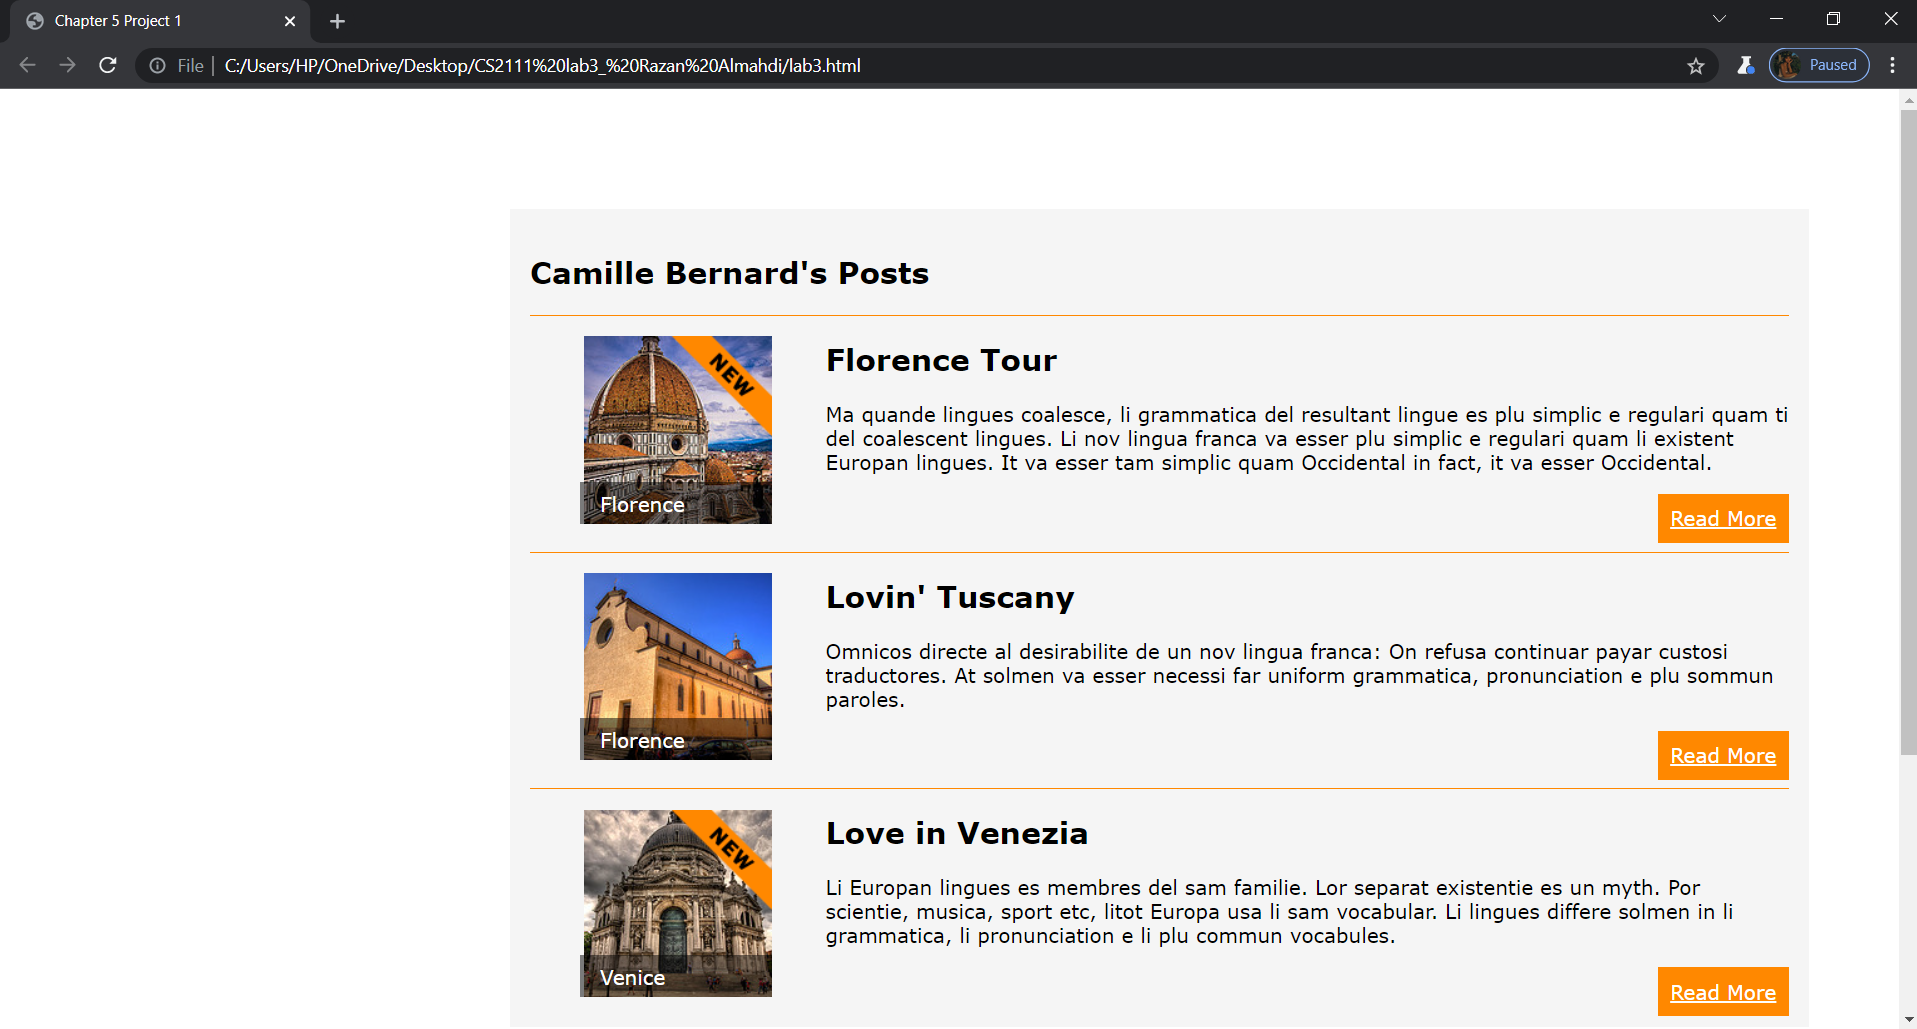 Chapter 5 Project 1
File
C:/Users/HP/OneDrive/Desktop/CS2111%20lab3_%20Razan%20Almahdi/lab3.html
Paused
Camille Bernard's Posts
NEW
Florence
Florence Tour
Ma quande lingues coalesce, li grammatica del resultant lingue es plu simplic e regulari quam ti
del coalescent lingues. Li nov lingua franca va esser plu simplic e regulari quam li existent
Europan lingues. It va esser tam simplic quam Occidental in fact, it va esser Occidental.
Read More
Florence
Lovin' Tuscany
Omnicos directe al desirabilite de un nov lingua franca: On refusa continuar payar custosi
traductores. At solmen va esser necessi far uniform grammatica, pronunciation e plu sommun
paroles.
Read More
NEW
Venice
Love in Venezia
Li Europan lingues es membres del sam familie. Lor separat existentie es un myth. Por
scientie, musica, sport etc, litot Europa usa li sam vocabular. Li lingues differe solmen in li
grammatica, li pronunciation e li plu commun vocabules.
Read More